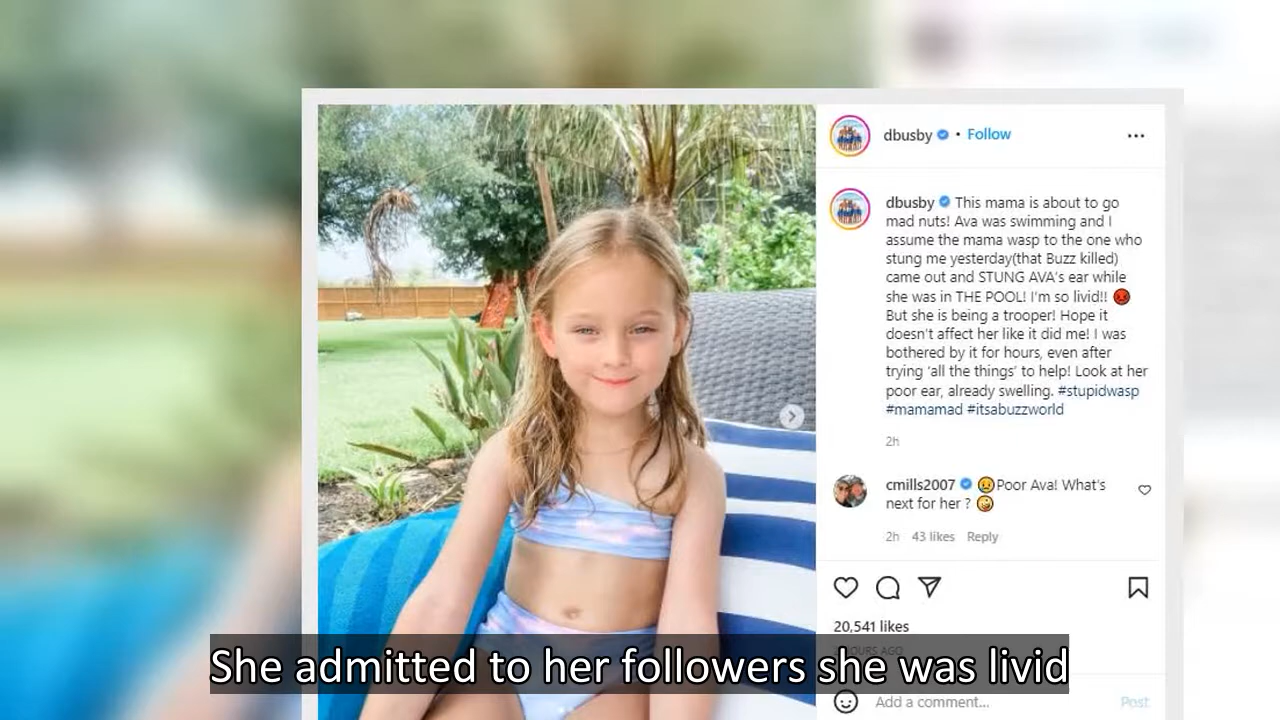 dbusby • Follow
dbusby This mama is about to go
mad nuts! Ava was swimming and I
assume the mama wasp to the one who
stung me yesterday(that Buzz killed)
came out and STUNG AVA's ear while
she was in THE POOL! I'm so livid!! 😡
But she is being a trooper! Hope it
doesn't affect her like it did me! I was
bothered by it for hours, even after
trying 'all the things' to help! Look at her
poor ear, already swelling. #stupidwasp
#mamamad #itsabuzzworld
2h
cmills2007 😥Poor Ava! What's
next for her ? 🤪
2h 43 likes Reply
20,541 likes
HOURS AGO
She admitted to her followers she was livid
Add a comment... Post